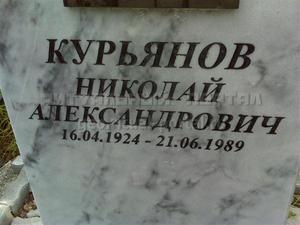 КУРЬЯНОВ
НИКОЛАЙ
АЛЕКСАНДРОВИЧ
16.04.1924 - 21.06.1989